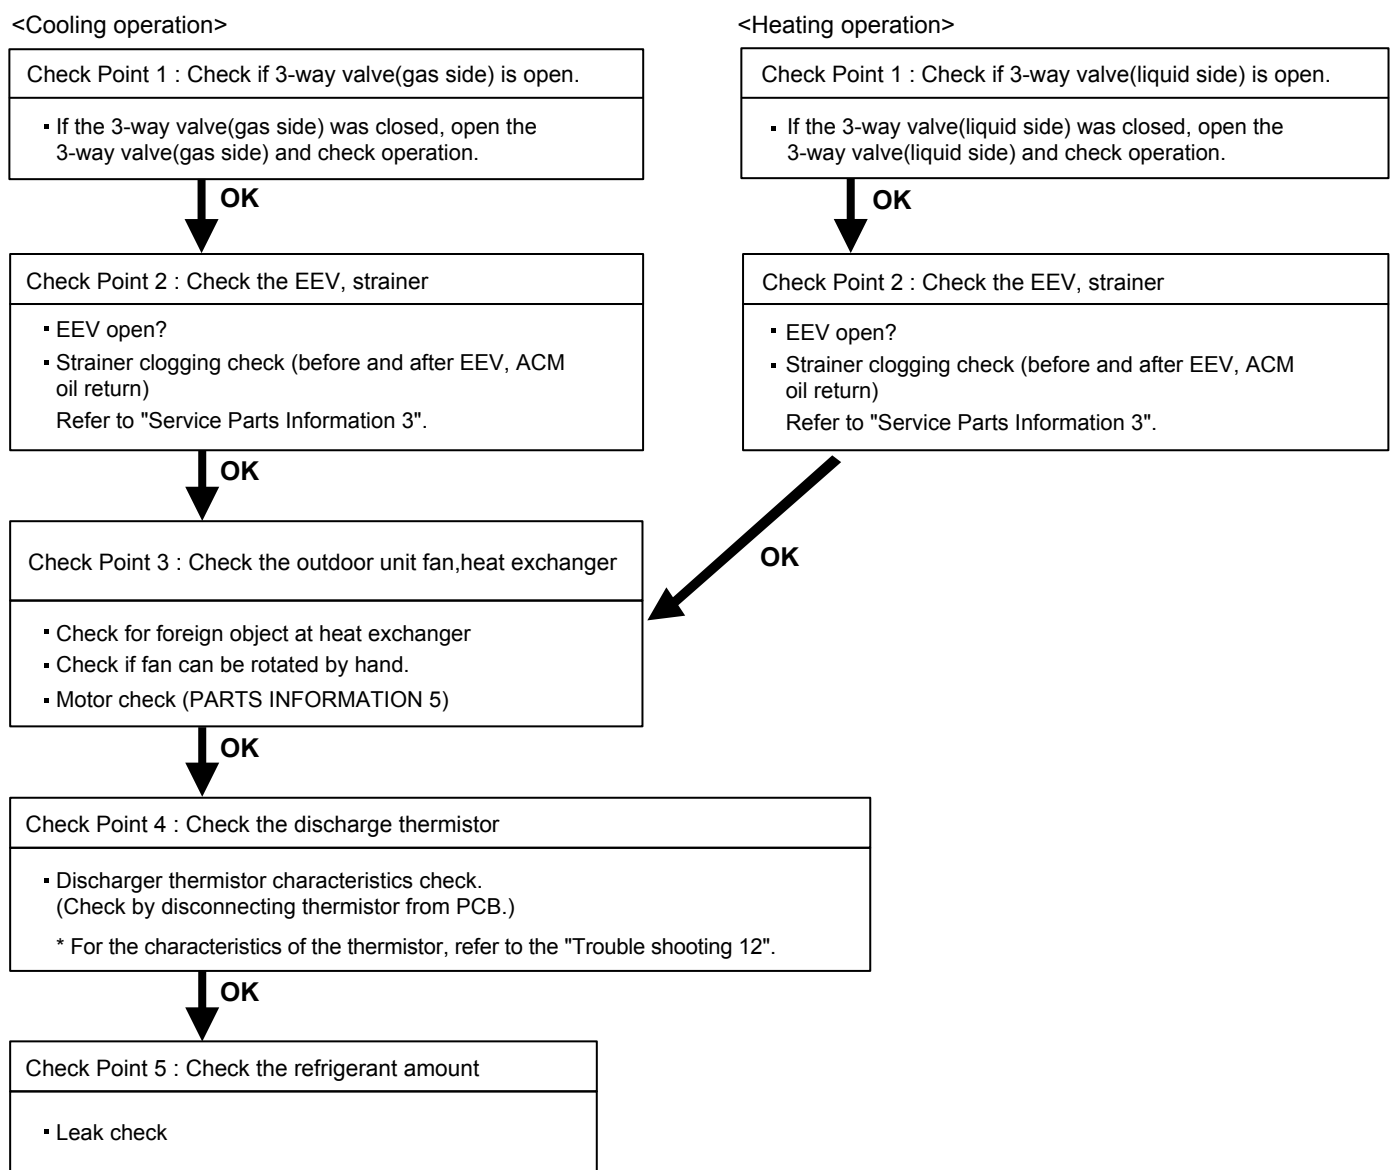 <Cooling operation>
Check Point 1 : Check if 3-way valve(gas side) is open.
▪ If the 3-way valve(gas side) was closed, open the
3-way valve(gas side) and check operation.
OK
Check Point 2 : Check the EEV, strainer
▪ EEV open?
▪ Strainer clogging check (before and after EEV, ACM
oil return)
Refer to "Service Parts Information 3".
OK
<Heating operation>
Check Point 1 : Check if 3-way valve(liquid side) is open.
▪ If the 3-way valve(liquid side) was closed, open the
3-way valve(liquid side) and check operation.
OK
Check Point 2 : Check the EEV, strainer
▪ EEV open?
▪ Strainer clogging check (before and after EEV, ACM
oil return)
Refer to "Service Parts Information 3".
OK
Check Point 3 : Check the outdoor unit fan,heat exchanger
▪ Check for foreign object at heat exchanger
▪ Check if fan can be rotated by hand.
▪ Motor check (PARTS INFORMATION 5)
OK
Check Point 4 : Check the discharge thermistor
▪ Discharger thermistor characteristics check.
(Check by disconnecting thermistor from PCB.)
* For the characteristics of the thermistor, refer to the "Trouble shooting 12".
OK
Check Point 5 : Check the refrigerant amount
▪ Leak check